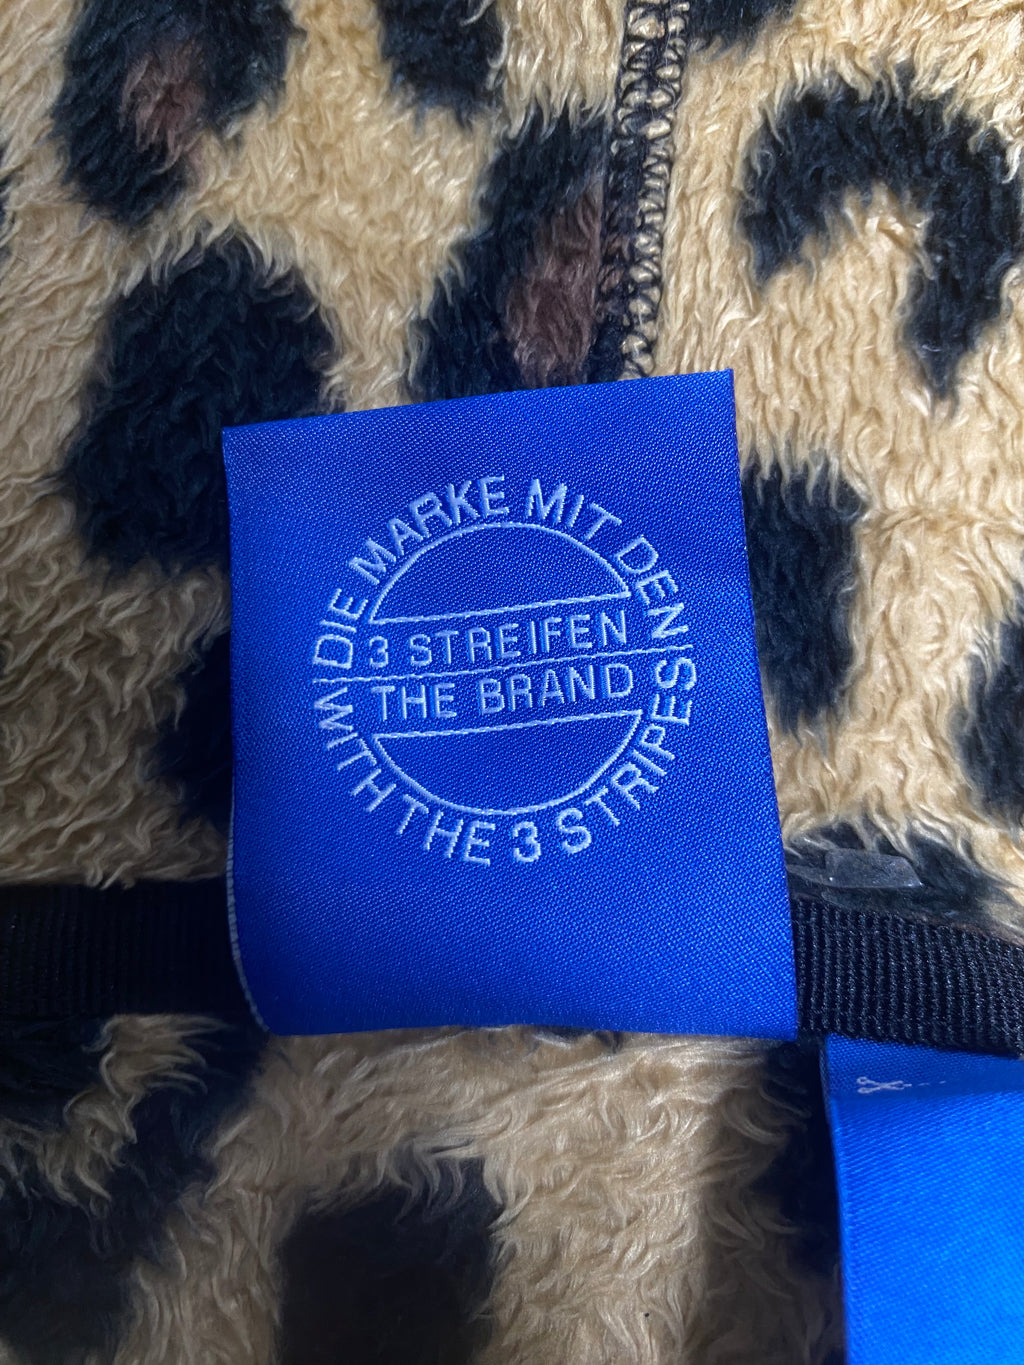 DIE MARKE MIT DEN
3 STREIFEN
THE BRAND
WITH THE 3 STRIPES